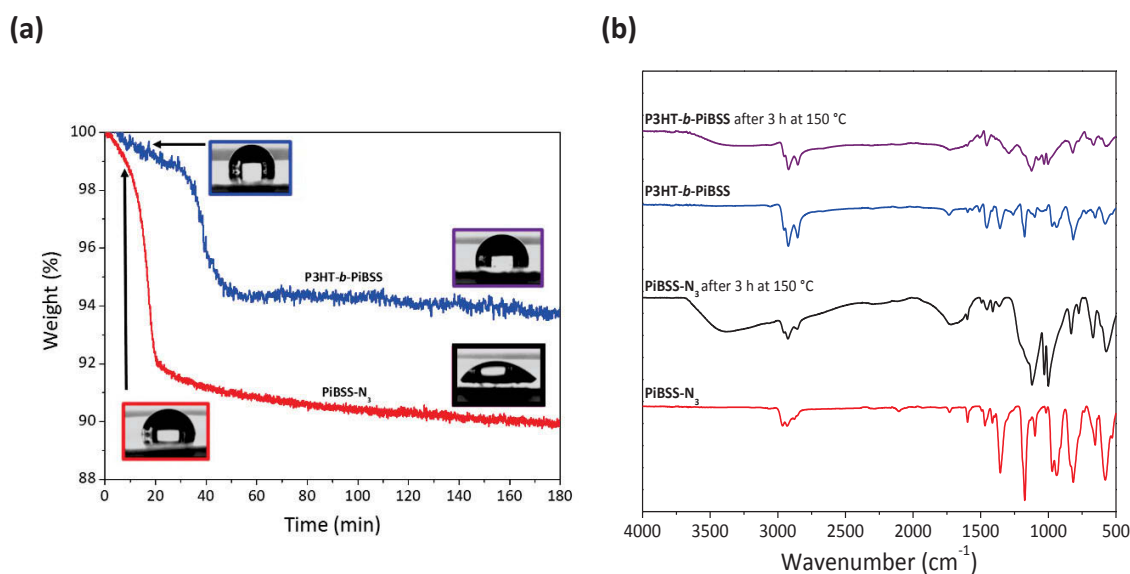 (a)
100
98
96
94
92
90
88
Weight (%)
P3HT-b-PiBSS
PiBSS-N3
0 20 40 60 80 100 120 140 160 180
Time (min)
(b)
P3HT-b-PiBSS after 3 h at 150 °C
P3HT-b-PiBSS
PiBSS-N3 after 3 h at 150 °C
PiBSS-N3
4000 3500 3000 2500 2000 1500 1000 500
Wavenumber (cm-1)